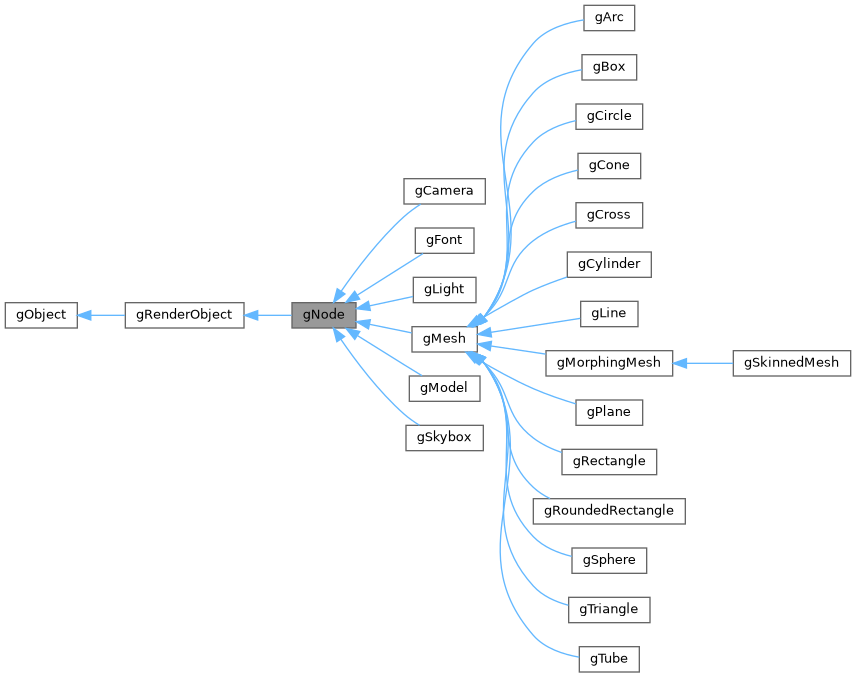 gObject
gRenderObject
gNode
gCamera
gFont
gLight
gMesh
gModel
gSkybox
gArc
gBox
gCircle
gCone
gCross
gCylinder
gLine
gMorphingMesh
gPlane
gRectangle
gRoundedRectangle
gSphere
gTriangle
gTube
gSkinnedMesh